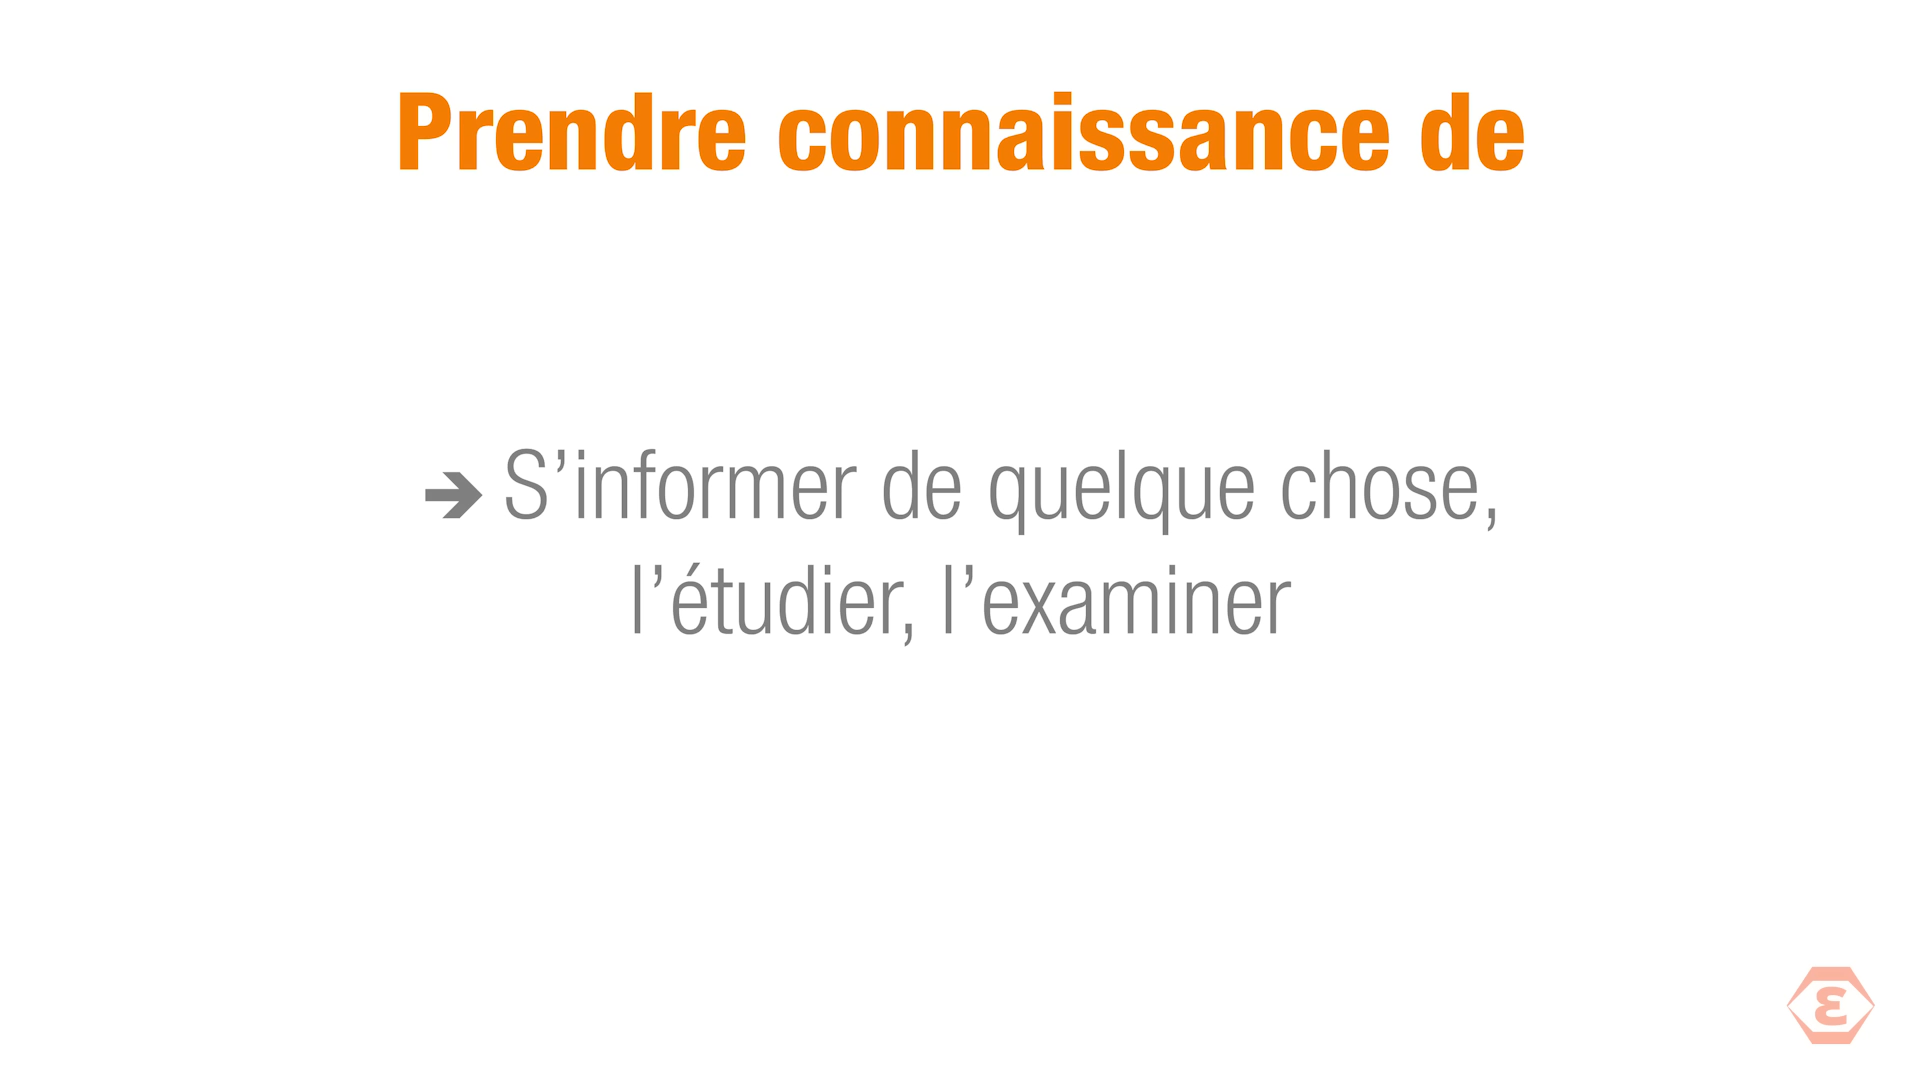 Prendre connaissance de
➔ S’informer de quelque chose,
l’étudier, l’examiner
ε